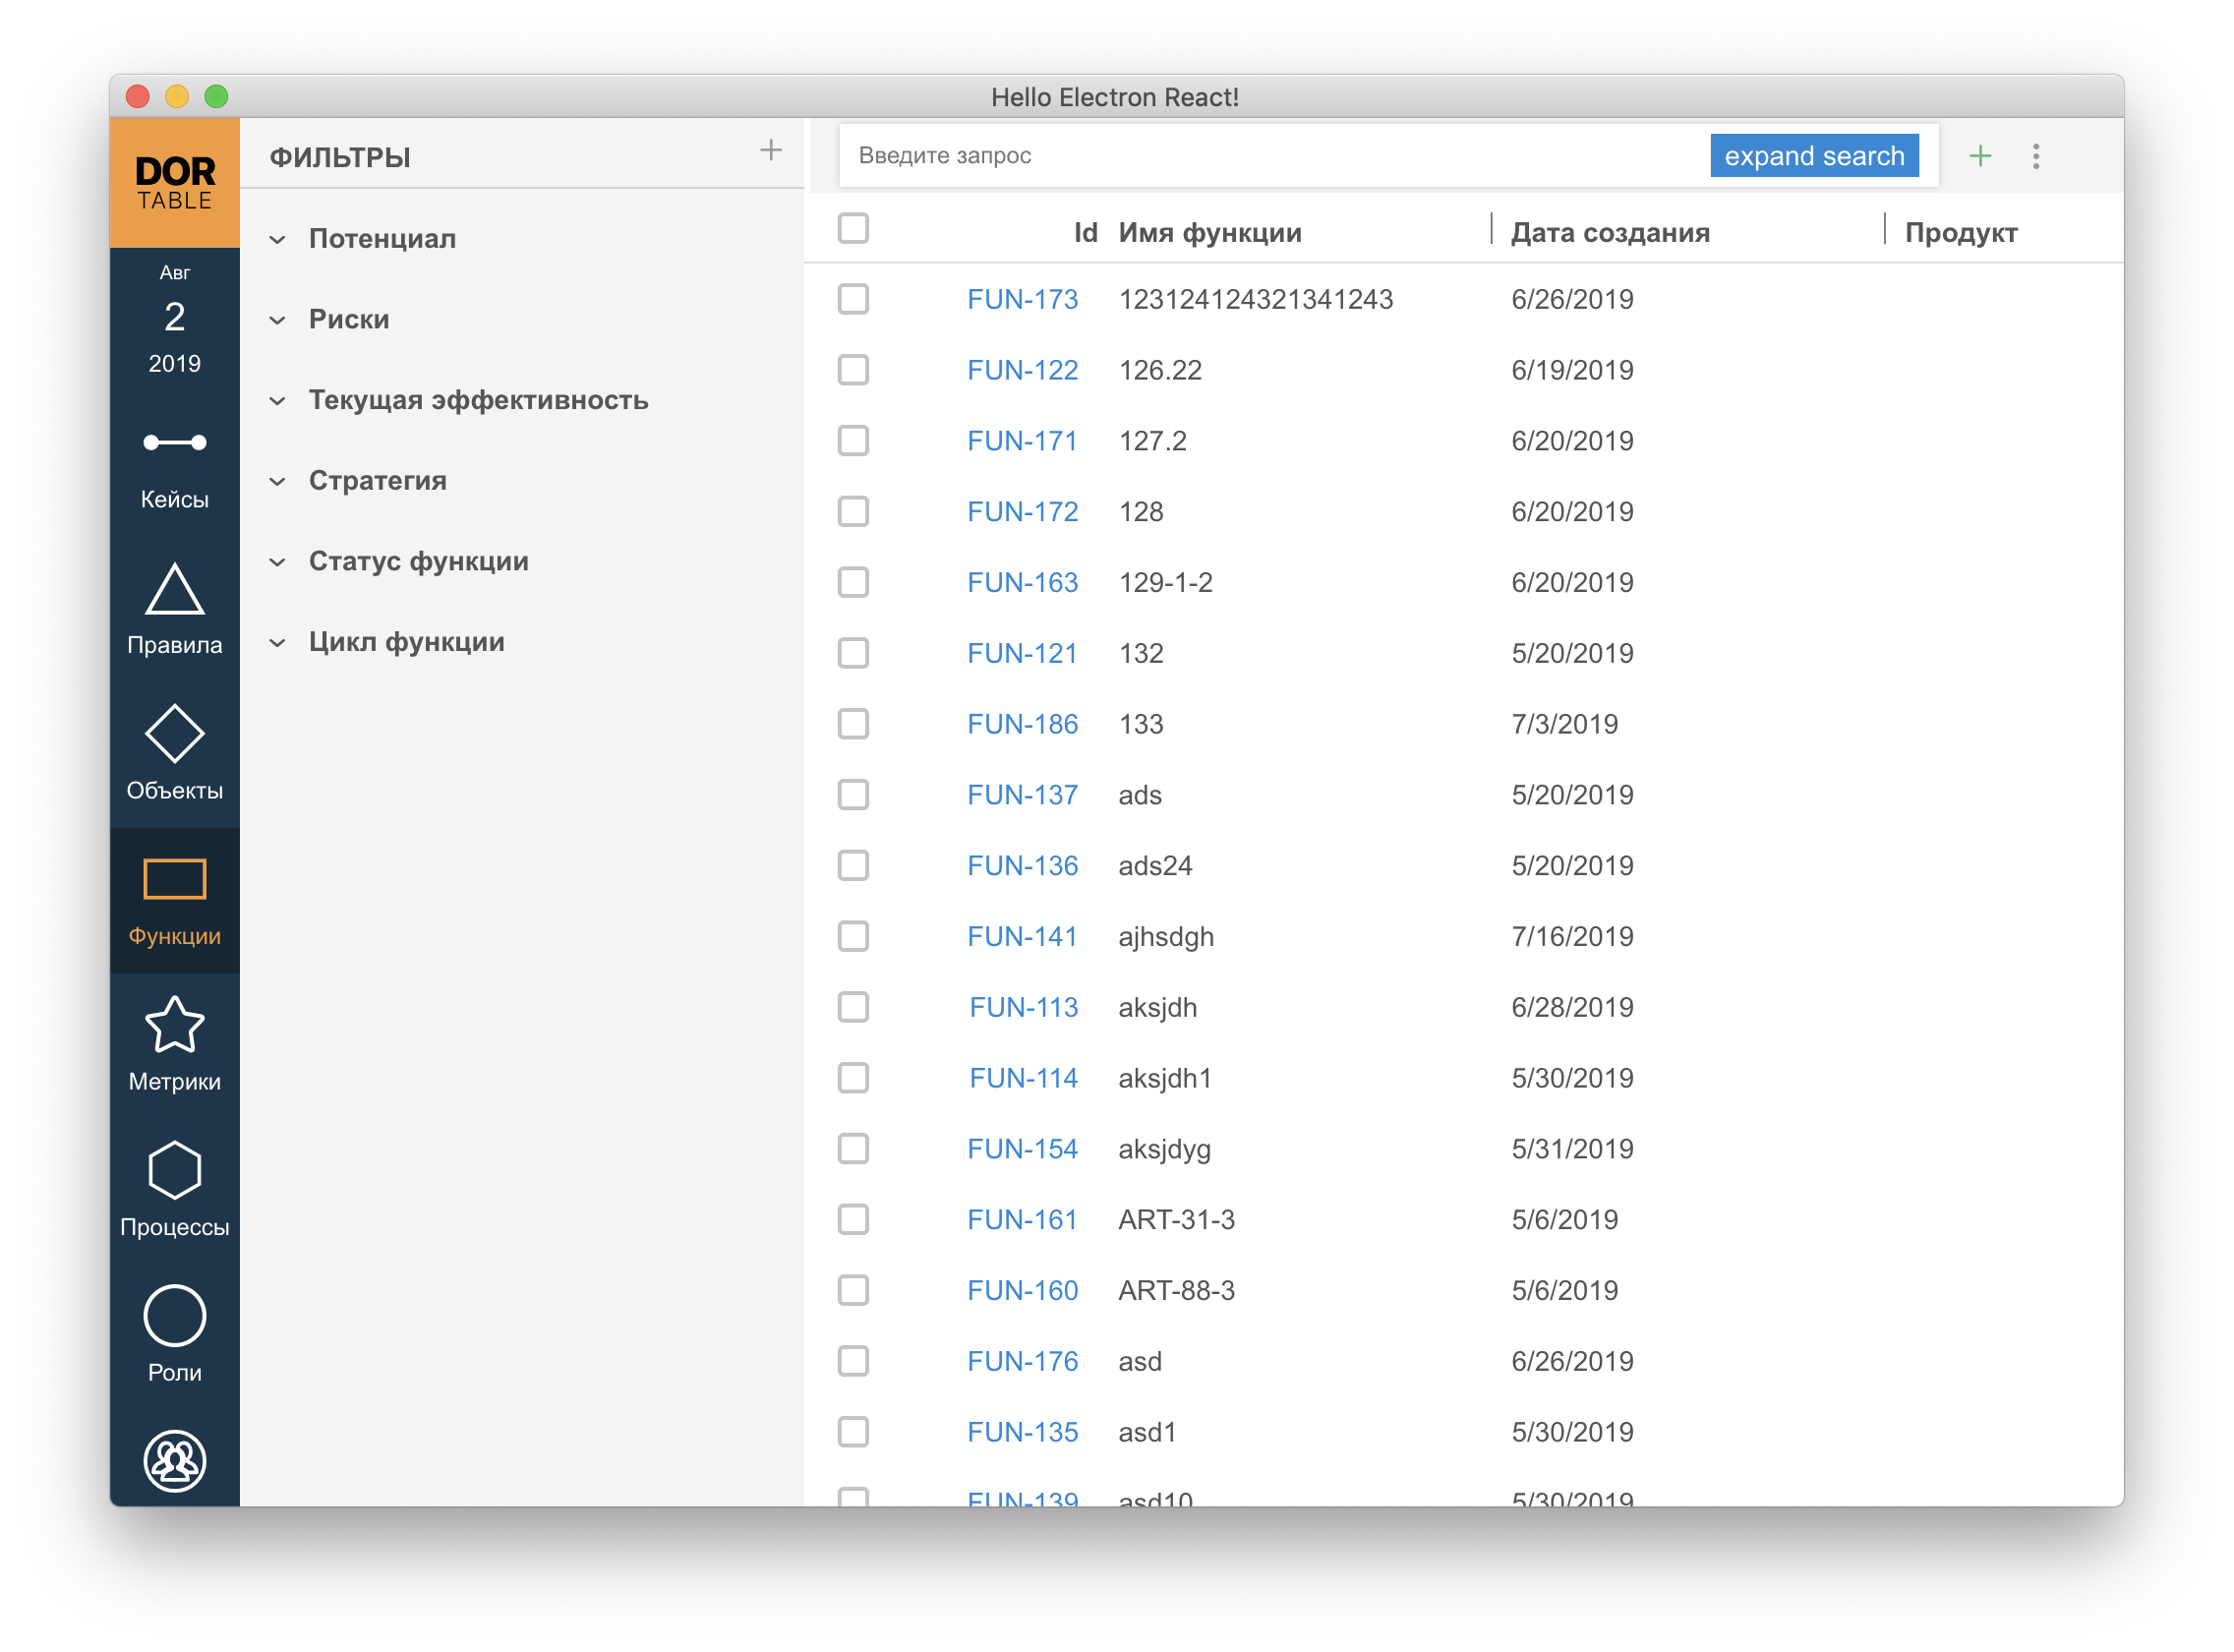 Hello Electron React!
DOR
TABLE
Авг
2
2019
Кейсы
Правила
Объекты
Функции
Метрики
Процессы
Роли
ФИЛЬТРЫ
Потенциал
Риски
Текущая эффективность
Стратегия
Статус функции
Цикл функции
Введите запрос expand search
Id Имя функции Дата создания Продукт
FUN-173 123124124321341243 6/26/2019
FUN-122 126.22 6/19/2019
FUN-171 127.2 6/20/2019
FUN-172 128 6/20/2019
FUN-163 129-1-2 6/20/2019
FUN-121 132 5/20/2019
FUN-186 133 7/3/2019
FUN-137 ads 5/20/2019
FUN-136 ads24 5/20/2019
FUN-141 ajhsdgh 7/16/2019
FUN-113 aksjdh 6/28/2019
FUN-114 aksjdh1 5/30/2019
FUN-154 aksjdyg 5/31/2019
FUN-161 ART-31-3 5/6/2019
FUN-160 ART-88-3 5/6/2019
FUN-176 asd 6/26/2019
FUN-135 asd1 5/30/2019
FUN-139 asd10 5/30/2019